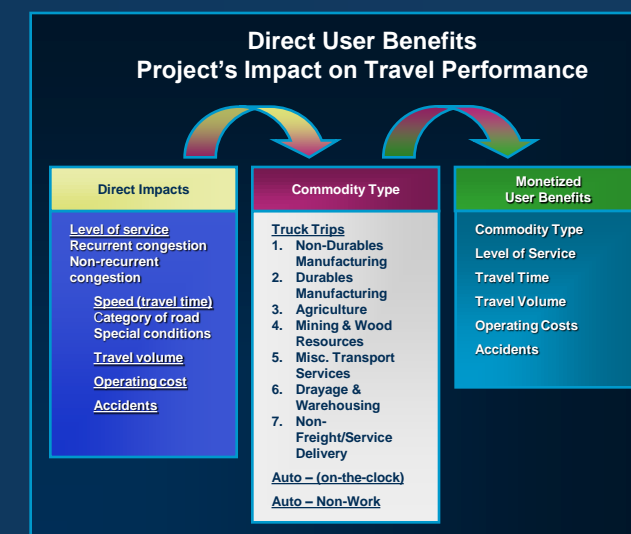 Direct User Benefits
Project's Impact on Travel Performance
Direct Impacts
Level of service
Recurrent congestion
Non-recurrent
congestion
Speed (travel time)
Category of road
Special conditions
Travel volume
Operating cost
Accidents
Commodity Type
Truck Trips
1. Non-Durables
Manufacturing
2. Durables
Manufacturing
3. Agriculture
4. Mining & Wood
Resources
5. Misc. Transport
Services
6. Drayage &
Warehousing
7. Non-
Freight/Service
Delivery
Auto – (on-the-clock)
Auto – Non-Work
Monetized
User Benefits
Commodity Type
Level of Service
Travel Time
Travel Volume
Operating Costs
Accidents